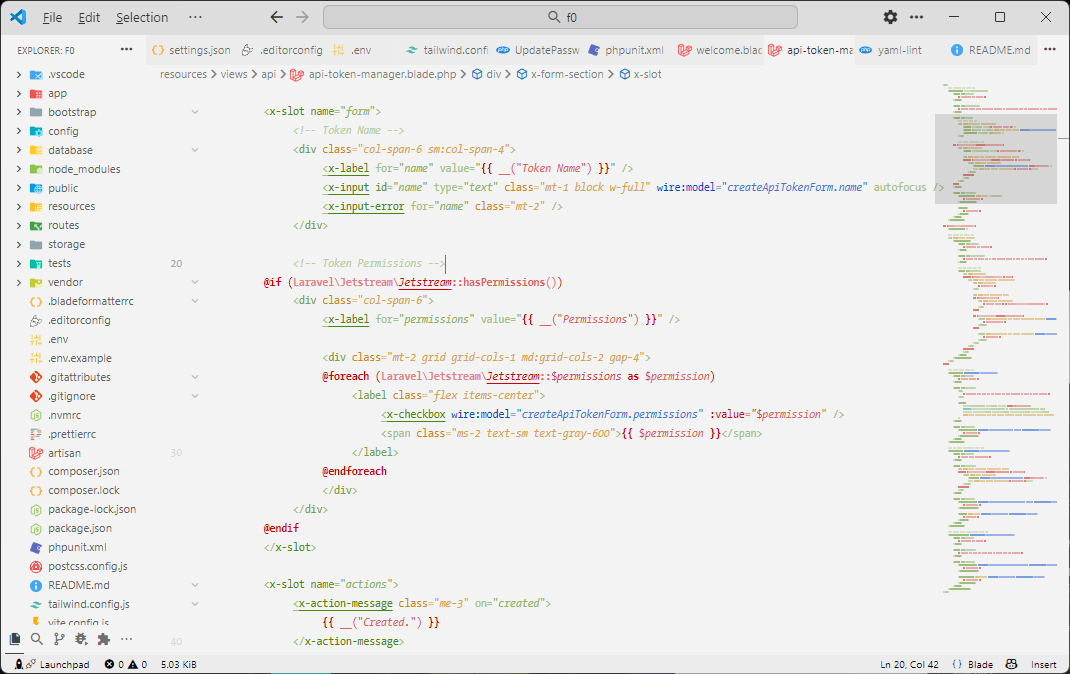 File Edit Selection ··· f0
EXPLORER: F0 ···
settings.json .editorconfig .env tailwind.confi UpdatePassw phpunit.xml welcome.blac api-token-ma yaml-lint README.md ···
resources > views > api > api-token-manager.blade.php > div > x-form-section > x-slot
.vscode
app
bootstrap
config
database
node_modules
public
resources
routes
storage
tests
vendor
.bladeformatterrc
.editorconfig
.env
.env.example
.gitattributes
.gitignore
.nvmrc
.prettierrc
artisan
composer.json
composer.lock
package-lock.json
package.json
phpunit.xml
postcss.config.js
README.md
tailwind.config.js
vite.config.js
<x-slot name="form">
<!-- Token Name -->
<div class="col-span-6 sm:col-span-4">
<x-label for="name" value="{{ __("Token Name") }}" />
<x-input id="name" type="text" class="mt-1 block w-full" wire:model="createApiTokenForm.name" autofocus />
<x-input-error for="name" class="mt-2" />
</div>
20 <!-- Token Permissions -->
@if (Laravel\Jetstream\Jetstream::hasPermissions())
<div class="col-span-6">
<x-label for="permissions" value="{{ __("Permissions") }}" />
<div class="mt-2 grid grid-cols-1 md:grid-cols-2 gap-4">
@foreach (Laravel\Jetstream\Jetstream::$permissions as $permission)
<label class="flex items-center">
<x-checkbox wire:model="createApiTokenForm.permissions" :value="$permission" />
<span class="ms-2 text-sm text-gray-600">{{ $permission }}</span>
30 </label>
@endforeach
</div>
</div>
@endif
</x-slot>
<x-slot name="actions">
<x-action-message class="me-3" on="created">
{{ __("Created.") }}
40 </x-action-message>
Launchpad 0 0 5.03 KiB Ln 20, Col 42 {} Blade Insert